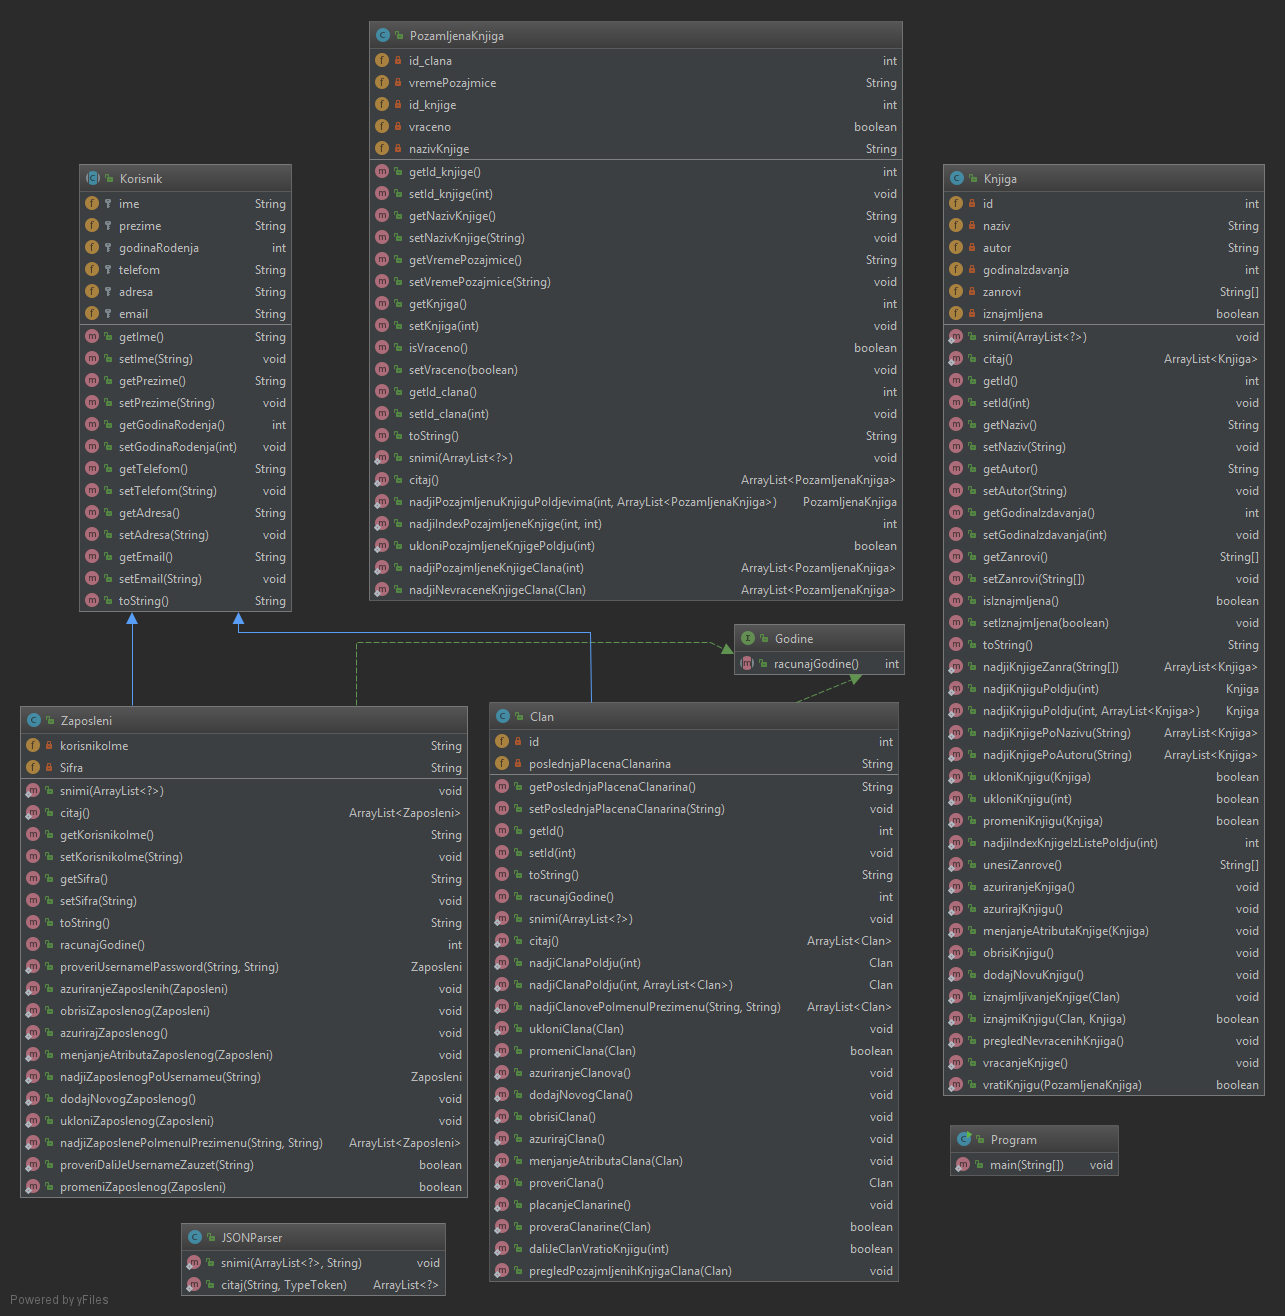 PozamljenaKnjiga
id_clana int
vremePozajmice String
id_knjige int
vraceno boolean
nazivKnjige String
getId_knjige() int
setId_knjige(int) void
getNazivKnjige() String
setNazivKnjige(String) void
getVremePozajmice() String
setVremePozajmice(String) void
getKnjiga() int
setKnjiga(int) void
isVraceno() boolean
setVraceno(boolean) void
getId_clana() int
setId_clana(int) void
toString() String
snimi(ArrayList<?>) void
citaj() ArrayList<PozamljenaKnjiga>
nadjiPozajmljenuKnjiguPoIdjevima(int, ArrayList<PozamljenaKnjiga>) PozamljenaKnjiga
nadjiIndexPozajmljeneKnjige(int, int) int
ukloniPozajmljeneKnjigePoIdju(int) boolean
nadjiPozajmljeneKnjigeClana(int) ArrayList<PozamljenaKnjiga>
nadjiNevraceneKnjigeClana(Clan) ArrayList<PozamljenaKnjiga>
Korisnik
ime String
prezime String
godinaRodenja int
telefom String
adresa String
email String
getIme() String
setIme(String) void
getPrezime() String
setPrezime(String) void
getGodinaRodenja() int
setGodinaRodenja(int) void
getTelefom() String
setTelefom(String) void
getAdresa() String
setAdresa(String) void
getEmail() String
setEmail(String) void
toString() String
Knjiga
id int
naziv String
autor String
godinaIzdavanja int
zanrovi String[]
iznajmljena boolean
snimi(ArrayList<?>) void
citaj() ArrayList<Knjiga>
getId() int
setId(int) void
getNaziv() String
setNaziv(String) void
getAutor() String
setAutor(String) void
getGodinaIzdavanja() int
setGodinaIzdavanja(int) void
getZanrovi() String[]
setZanrovi(String[]) void
isIznajmljena() boolean
setIznajmljena(boolean) void
toString() String
nadjiKnjigeZanra(String[]) ArrayList<Knjiga>
nadjiKnjiguPoIdju(int) Knjiga
nadjiKnjiguPoIdju(int, ArrayList<Knjiga>) Knjiga
nadjiKnjigePoNazivu(String) ArrayList<Knjiga>
nadjiKnjigePoAutoru(String) ArrayList<Knjiga>
ukloniKnjigu(Knjiga) boolean
ukloniKnjigu(int) boolean
promeniKnjigu(Knjiga) boolean
nadjiIndexKnjigeIzListePoIdju(int) int
unesiZanrove() String[]
azuriranjeKnjiga() void
azurirajKnjigu() void
menjanjeAtributaKnjige(Knjiga) void
obrisiKnjigu() void
dodajNovuKnjigu() void
iznajmljivanjeKnjige(Clan) void
iznajmiKnjigu(Clan, Knjiga) boolean
pregledNevracenihKnjiga() void
vracanjeKnjige() void
vratiKnjigu(PozamljenaKnjiga) boolean
Godine
racunajGodine() int
Zaposleni
korisnikoIme String
Sifra String
snimi(ArrayList<?>) void
citaj() ArrayList<Zaposleni>
getKorisnikoIme() String
setKorisnikoIme(String) void
getSifra() String
setSifra(String) void
toString() String
racunajGodine() int
proveriUsernameIPassword(String, String) Zaposleni
azuriranjeZaposlenih(Zaposleni) void
obrisiZaposlenog(Zaposleni) void
azurirajZaposlenog() void
menjanjeAtributaZaposlenog(Zaposleni) void
nadjiZaposlenogPoUsernameu(String) Zaposleni
dodajNovogZaposlenog() void
ukloniZaposlenog(Zaposleni) void
nadjiZaposlenePoImenuIPrezimenu(String, String) ArrayList<Zaposleni>
proveriDaliJeUsernameZauzet(String) boolean
promeniZaposlenog(Zaposleni) boolean
Clan
id int
poslednjaPlacenaClanarina String
getPoslednjaPlacenaClanarina() String
setPoslednjaPlacenaClanarina(String) void
getId() int
setId(int) void
toString() String
racunajGodine() int
snimi(ArrayList<?>) void
citaj() ArrayList<Clan>
nadjiClanaPoIdju(int) Clan
nadjiClanaPoIdju(int, ArrayList<Clan>) Clan
nadjiClanovePoImenuIPrezimenu(String, String) ArrayList<Clan>
ukloniClana(Clan) void
promeniClana(Clan) boolean
azuriranjeClanova() void
dodajNovogClana() void
obrisiClana() void
azurirajClana() void
menjanjeAtributaClana(Clan) void
proveriClana() Clan
placanjeClanarine() void
proveraClanarine(Clan) boolean
daliJeClanVratioKnjigu(int) boolean
pregledPozajmljenihKnjigaClana(Clan) void
Program
main(String[]) void
JSONParser
snimi(ArrayList<?>, String) void
citaj(String, TypeToken) ArrayList<?>
Powered by yFiles